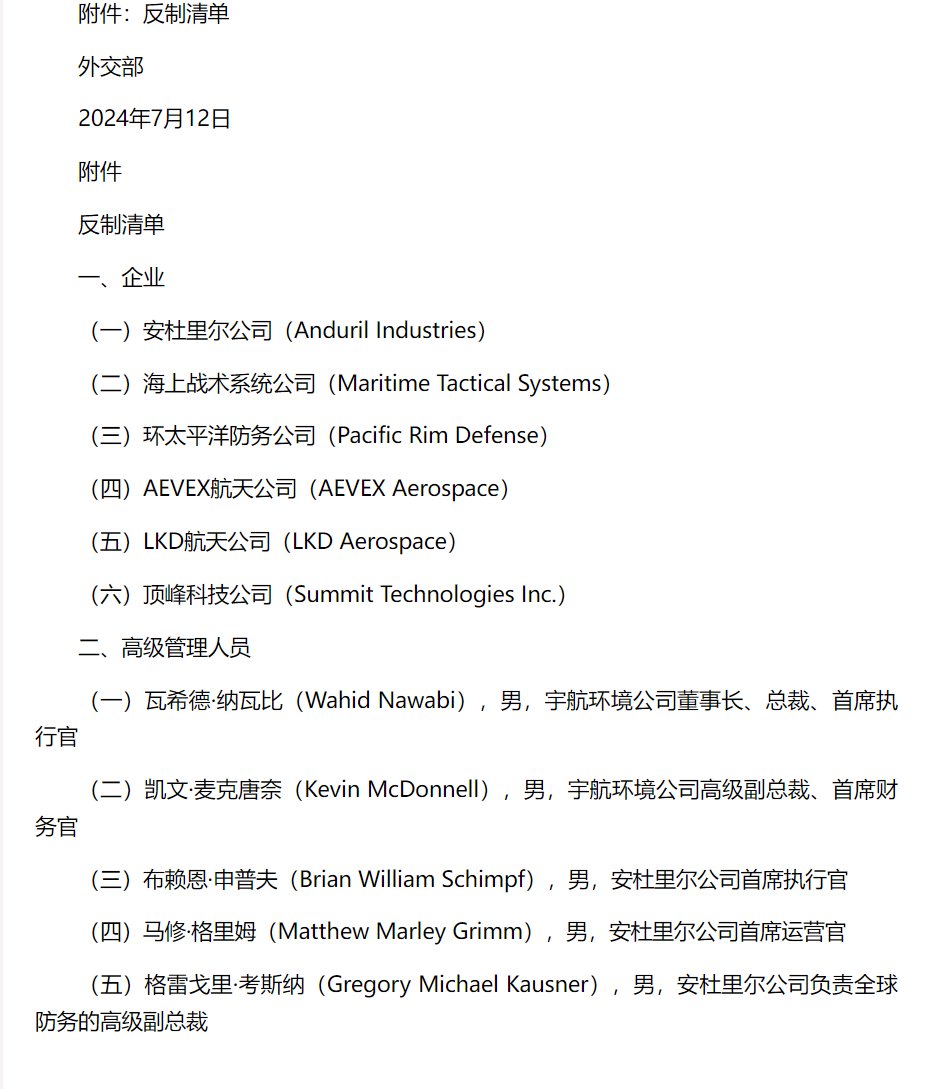 附件：反制清单
外交部
2024年7月12日
附件
反制清单
一、企业
（一）安杜里尔公司（Anduril Industries）
（二）海上战术系统公司（Maritime Tactical Systems）
（三）环太平洋防务公司（Pacific Rim Defense）
（四）AEVEX航天公司（AEVEX Aerospace）
（五）LKD航天公司（LKD Aerospace）
（六）顶峰科技公司（Summit Technologies Inc.）
二、高级管理人员
（一）瓦希德·纳瓦比（Wahid Nawabi），男，宇航环境公司董事长、总裁、首席执
行官
（二）凯文·麦克唐奈（Kevin McDonnell），男，宇航环境公司高级副总裁、首席财
务官
（三）布赖恩·申普夫（Brian William Schimpf），男，安杜里尔公司首席执行官
（四）马修·格里姆（Matthew Marley Grimm），男，安杜里尔公司首席运营官
（五）格雷戈里·考斯纳（Gregory Michael Kausner），男，安杜里尔公司负责全球
防务的高级副总裁